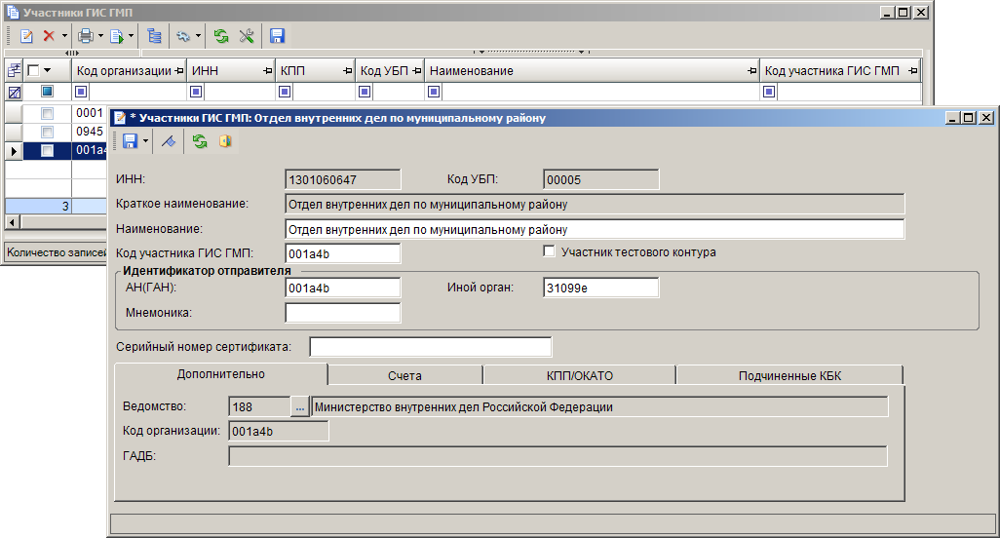 Участники ГИС ГМП
Код организации ИНН КПП Код УБП Наименование Код участника ГИС ГМП
0001
0945
001a4
3
Количество записей
* Участники ГИС ГМП: Отдел внутренних дел по муниципальному району
ИНН: 1301060647 Код УБП: 00005
Краткое наименование: Отдел внутренних дел по муниципальному району
Наименование: Отдел внутренних дел по муниципальному району
Код участника ГИС ГМП: 001a4b Участник тестового контура
Идентификатор отправителя
АН(ГАН): 001a4b Иной орган: 31099e
Мнемоника:
Серийный номер сертификата:
Дополнительно Счета КПП/ОКАТО Подчиненные КБК
Ведомство: 188 ... Министерство внутренних дел Российской Федерации
Код организации: 001a4b
ГАДБ: